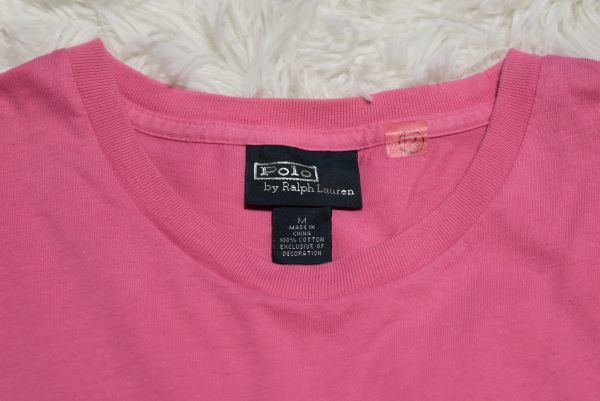 Polo
by Ralph Lauren
M
MADE IN
CHINA
100% COTTON
EXCLUSIVE OF
DECORATION